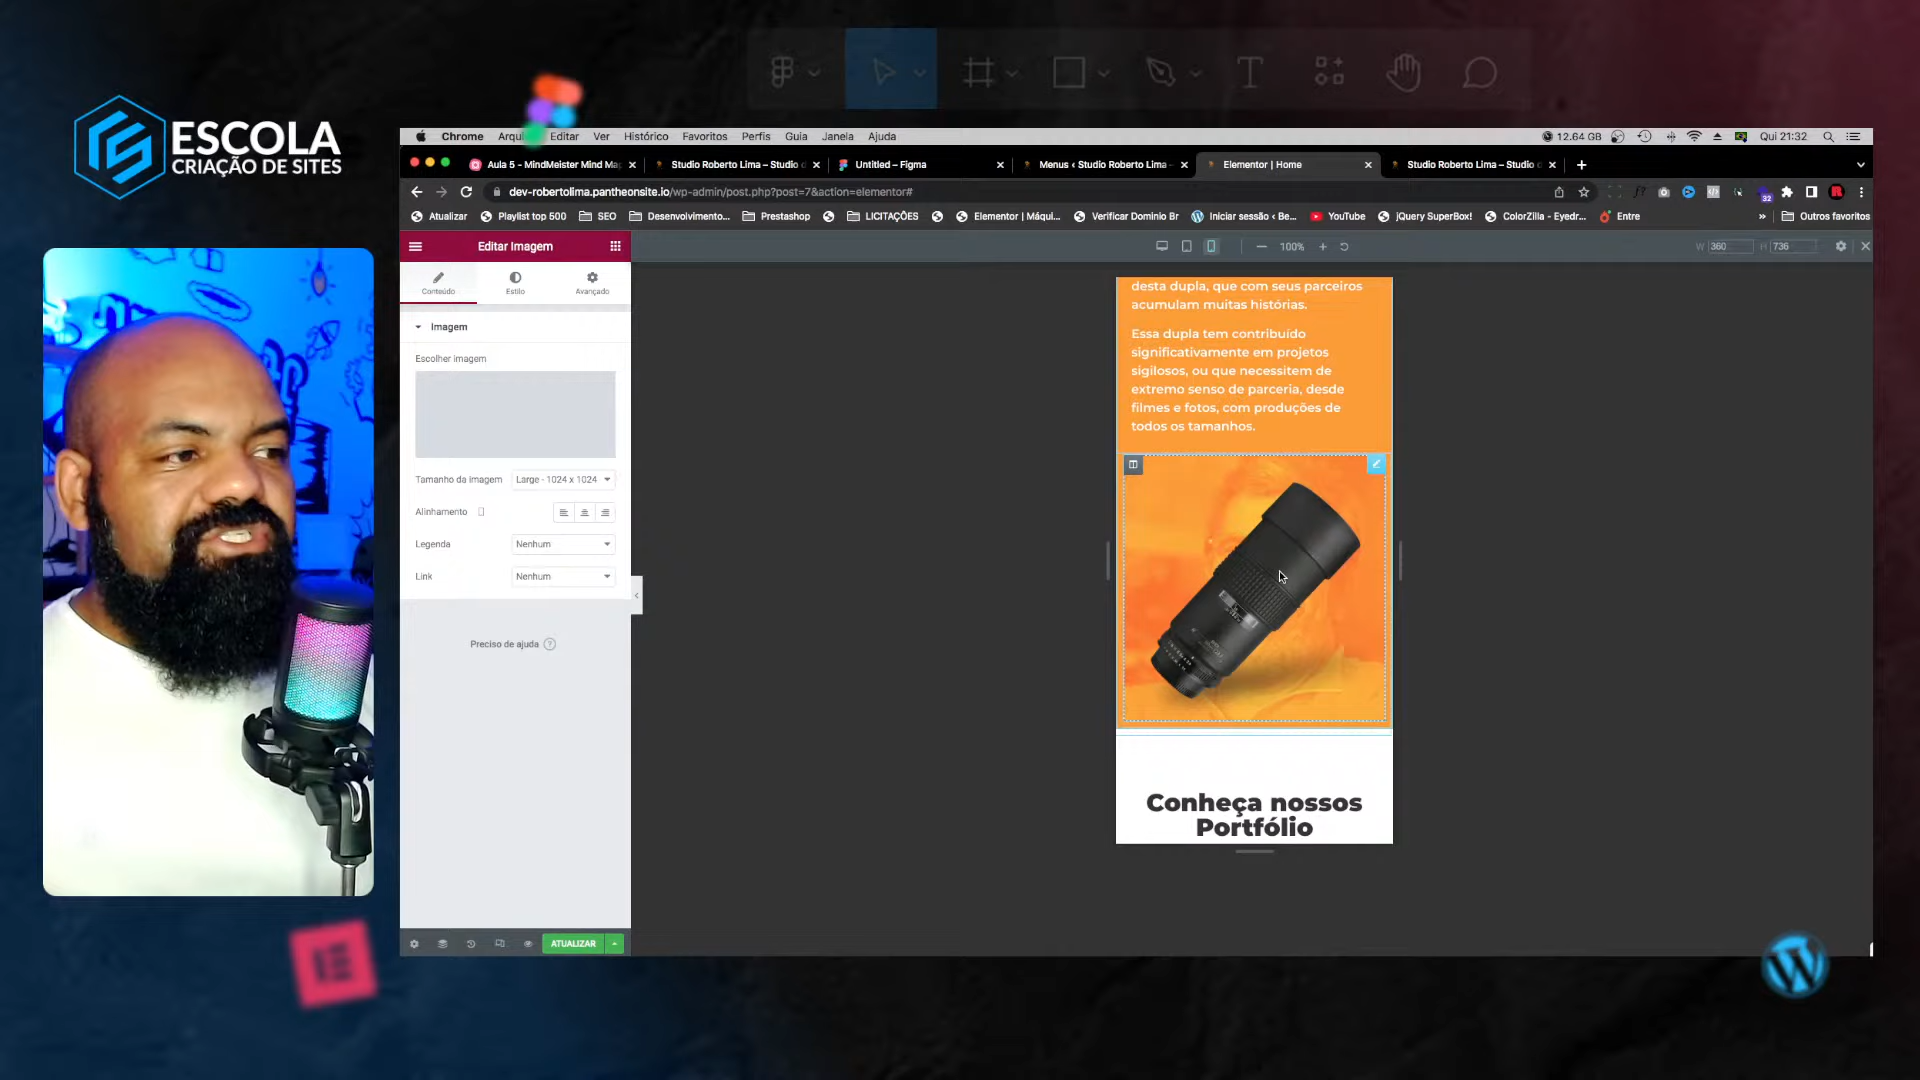 ESCOLA
CRIAÇÃO DE SITES
Chrome Arqui Editar Ver Histórico Favoritos Perfis Guia Janela Ajuda
12.64 GB Qui 21:32
Aula 5 - MindMeister Mind Ma
Studio Roberto Lima – Studio d
Untitled – Figma
Menus ‹ Studio Roberto Lima –
Elementor | Home
Studio Roberto Lima – Studio d
dev-robertolima.pantheonsite.io/wp-admin/post.php?post=7&action=elementor#
32
Atualizar Playlist top 500 SEO Desenvolvimento... Prestashop LICITAÇÕES Elementor | Máqui... Verificar Dominio Br Iniciar sessão ‹ Be... YouTube jQuery SuperBox! ColorZilla - Eyedr... Entre » Outros favoritos
Editar Imagem
100%
W 360 H 736
Conteúdo Estilo Avançado
Imagem
Escolher imagem
Tamanho da imagem Large - 1024 x 1024
Alinhamento
Legenda Nenhum
Link Nenhum
Preciso de ajuda ?
ATUALIZAR
desta dupla, que com seus parceiros
acumulam muitas histórias.
Essa dupla tem contribuído
significativamente em projetos
sigilosos, ou que necessitem de
extremo senso de parceria, desde
filmes e fotos, com produções de
todos os tamanhos.
Conheça nossos
Portfólio